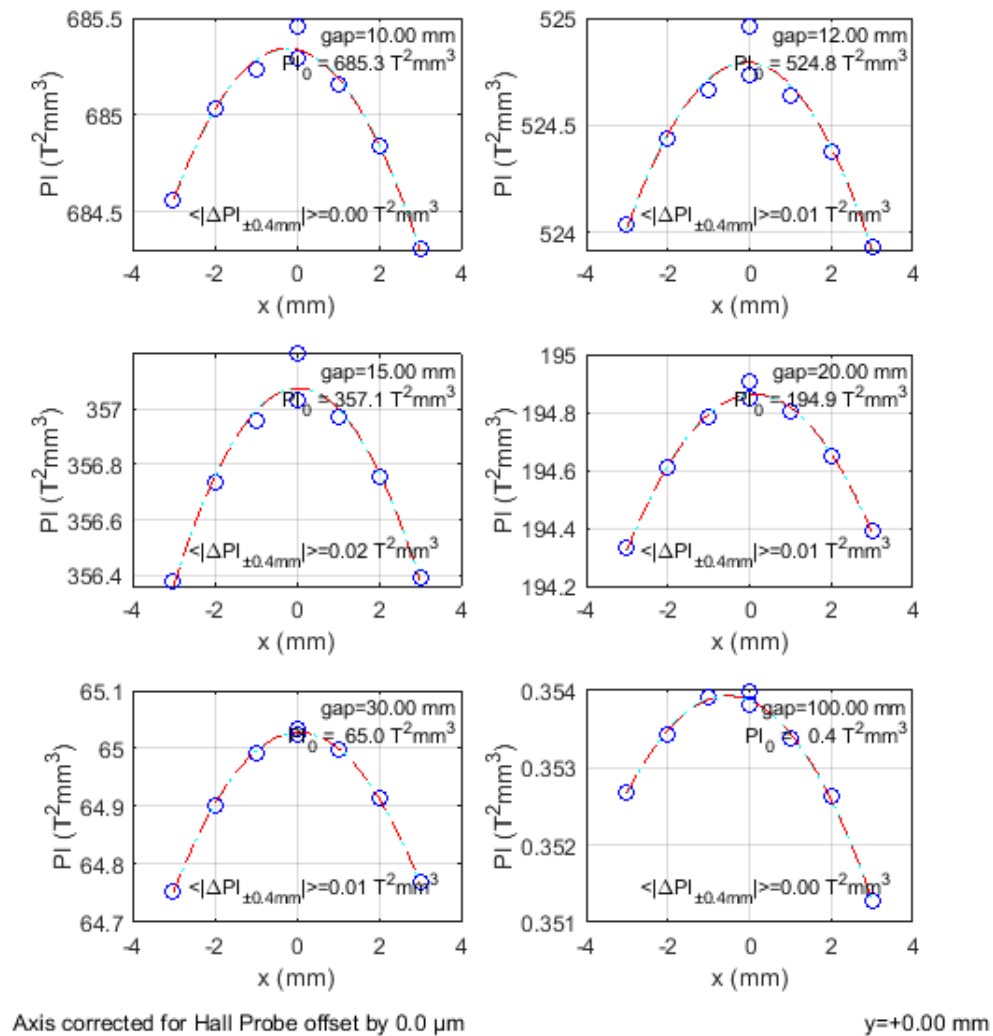 685.5
685
684.5
PI (T²mm³)
gap=10.00 mm
PI₀ = 685.3 T²mm³
<|ΔPI±0.4mm|>=0.00 T²mm³
-4 -2 0 2 4
x (mm)
525
524.5
524
PI (T²mm³)
gap=12.00 mm
PI₀ = 524.8 T²mm³
<|ΔPI±0.4mm|>=0.01 T²mm³
-4 -2 0 2 4
x (mm)
357
356.8
356.6
356.4
PI (T²mm³)
gap=15.00 mm
PI₀ = 357.1 T²mm³
<|ΔPI±0.4mm|>=0.02 T²mm³
-4 -2 0 2 4
x (mm)
195
194.8
194.6
194.4
194.2
PI (T²mm³)
gap=20.00 mm
PI₀ = 194.9 T²mm³
<|ΔPI±0.4mm|>=0.01 T²mm³
-4 -2 0 2 4
x (mm)
65.1
65
64.9
64.8
64.7
PI (T²mm³)
gap=30.00 mm
PI₀ = 65.0 T²mm³
<|ΔPI±0.4mm|>=0.01 T²mm³
-4 -2 0 2 4
x (mm)
0.354
0.353
0.352
0.351
PI (T²mm³)
gap=100.00 mm
PI₀ = 0.4 T²mm³
<|ΔPI±0.4mm|>=0.00 T²mm³
-4 -2 0 2 4
x (mm)
Axis corrected for Hall Probe offset by 0.0 μm
y=+0.00 mm